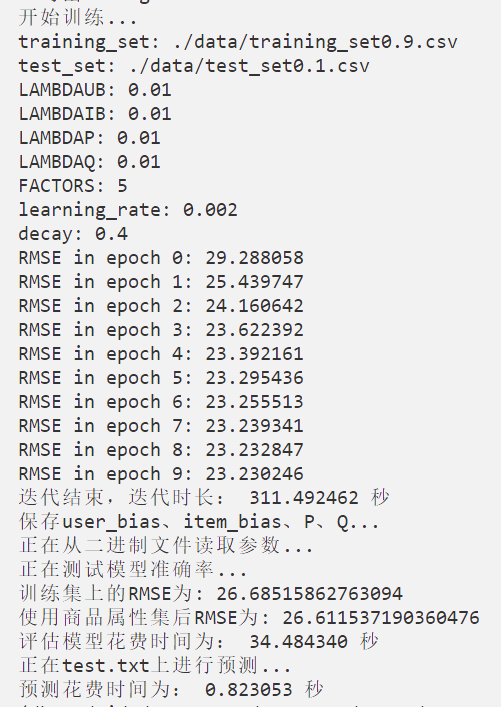 开始训练...
training_set: ./data/training_set0.9.csv
test_set: ./data/test_set0.1.csv
LAMBDAUB: 0.01
LAMBDAIB: 0.01
LAMBDAP: 0.01
LAMBDAQ: 0.01
FACTORS: 5
learning_rate: 0.002
decay: 0.4
RMSE in epoch 0: 29.288058
RMSE in epoch 1: 25.439747
RMSE in epoch 2: 24.160642
RMSE in epoch 3: 23.622392
RMSE in epoch 4: 23.392161
RMSE in epoch 5: 23.295436
RMSE in epoch 6: 23.255513
RMSE in epoch 7: 23.239341
RMSE in epoch 8: 23.232847
RMSE in epoch 9: 23.230246
迭代结束，迭代时长： 311.492462 秒
保存user_bias、item_bias、P、Q...
正在从二进制文件读取参数...
正在测试模型准确率...
训练集上的RMSE为: 26.68515862763094
使用商品属性集后RMSE为: 26.611537190360476
评估模型花费时间为： 34.484340 秒
正在test.txt上进行预测...
预测花费时间为： 0.823053 秒